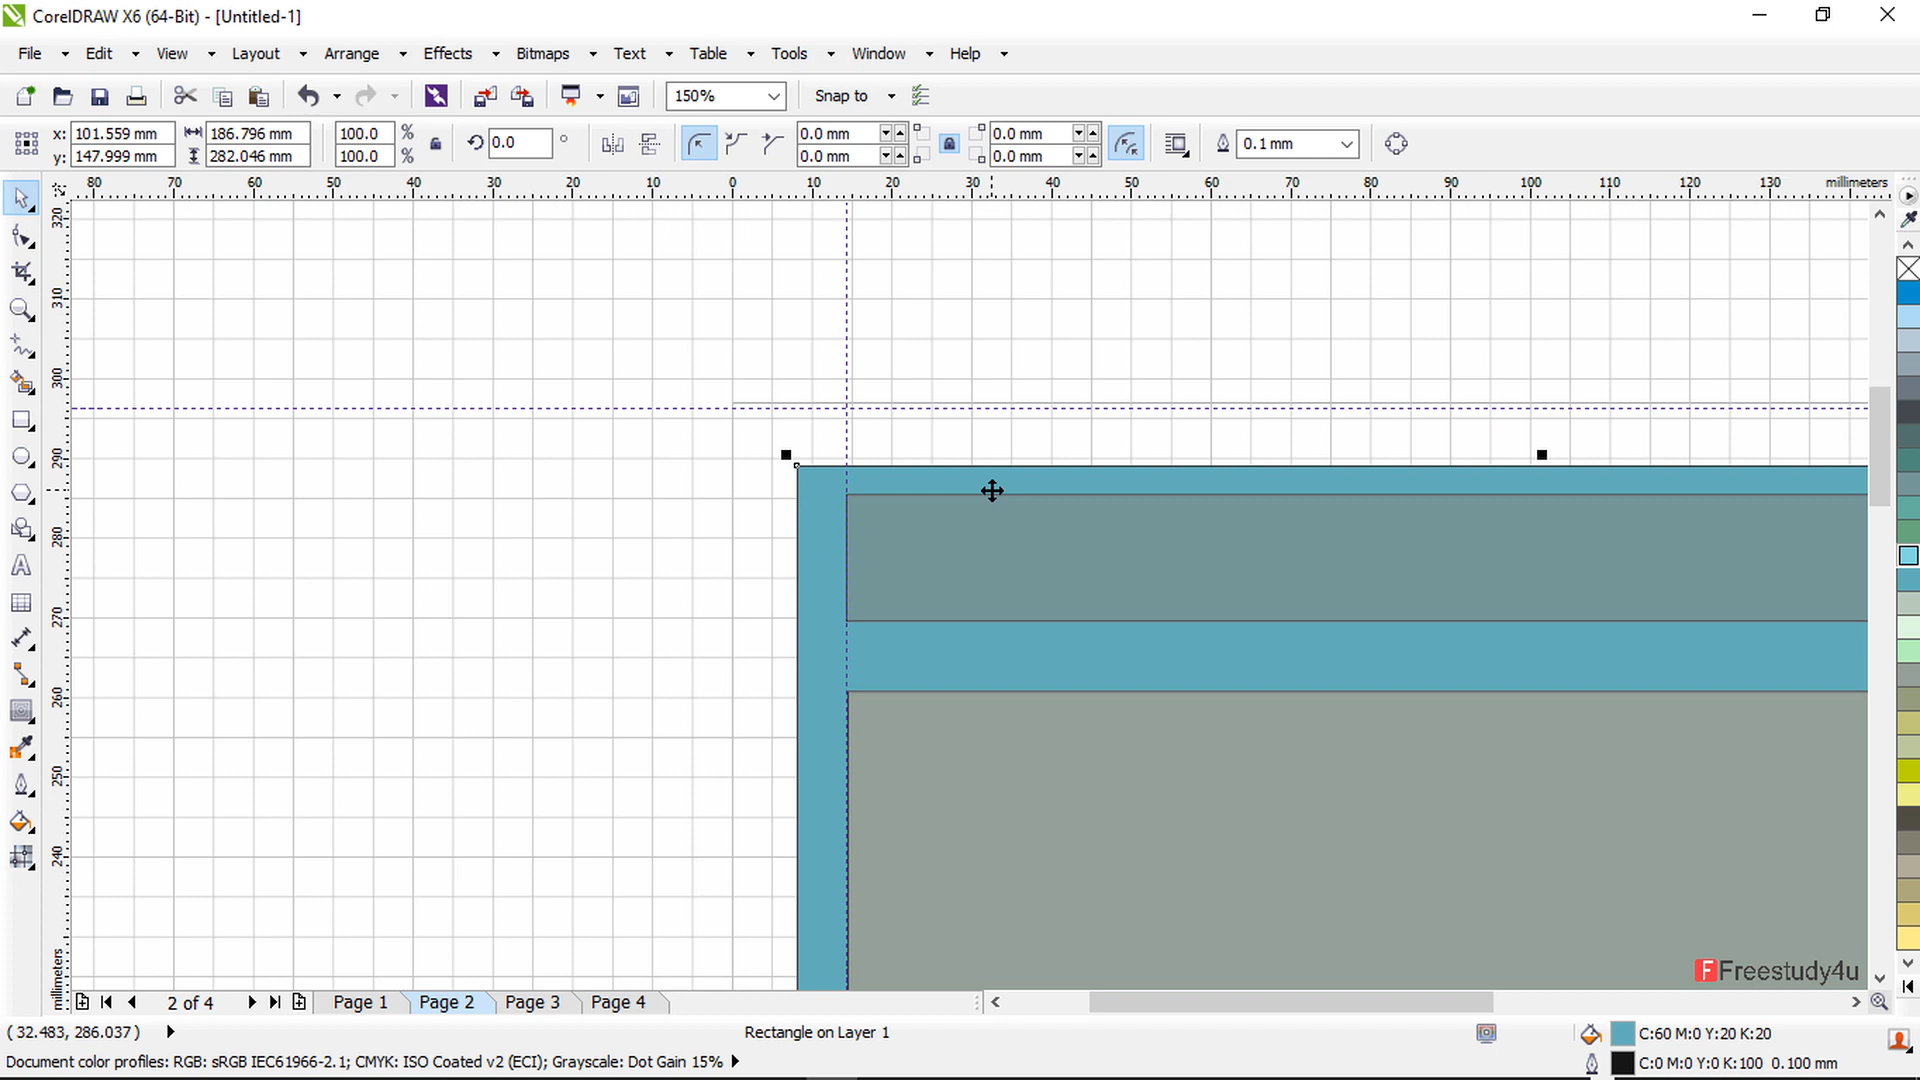 CorelDRAW X6 (64-Bit) - [Untitled-1]
File Edit View Layout Arrange Effects Bitmaps Text Table Tools Window Help
150% Snap to
x: 101.559 mm 186.796 mm 100.0 % 0.0 ° 0.0 mm 0.0 mm 0.1 mm
y: 147.999 mm 282.046 mm 100.0 % 0.0 mm 0.0 mm
80 70 60 50 40 30 20 10 0 10 20 30 40 50 60 70 80 90 100 110 120 130 millimeters
320
310
300
290
280
270
260
250
240
millimeters
Freestudy4u
2 of 4 Page 1 Page 2 Page 3 Page 4
( 32.483, 286.037 ) Rectangle on Layer 1 C:60 M:0 Y:20 K:20
Document color profiles: RGB: sRGB IEC61966-2.1; CMYK: ISO Coated v2 (ECI); Grayscale: Dot Gain 15% C:0 M:0 Y:0 K:100 0.100 mm